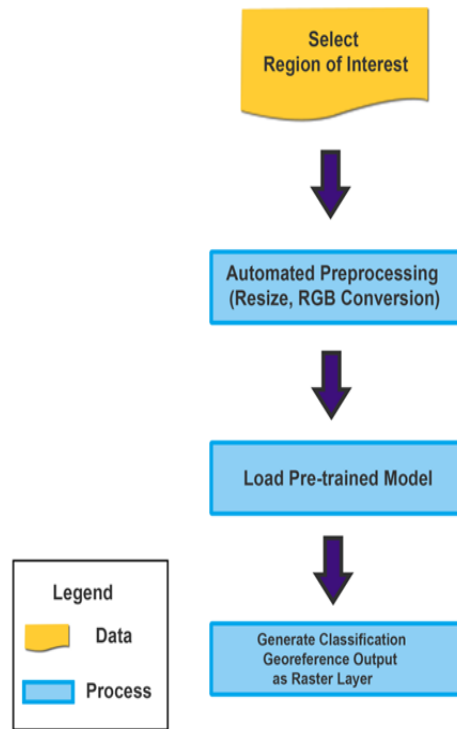 Select
Region of Interest
Automated Preprocessing
(Resize, RGB Conversion)
Load Pre-trained Model
Generate Classification
Georeference Output
as Raster Layer
Legend
Data
Process